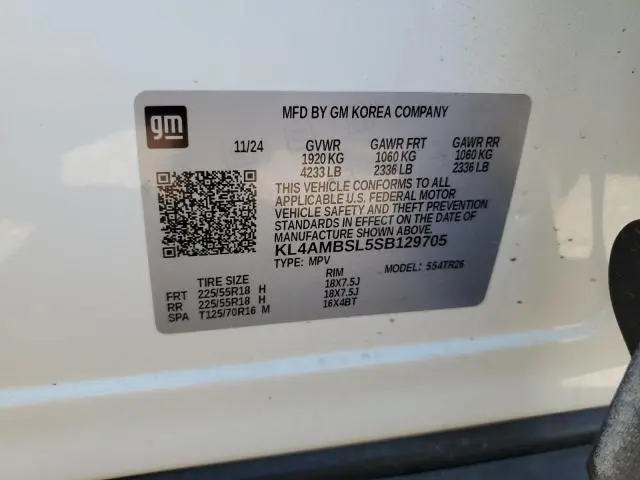 gm
MFD BY GM KOREA COMPANY
11/24 GVWR GAWR FRT GAWR RR
1920 KG 1060 KG 1060 KG
4233 LB 2336 LB 2336 LB
THIS VEHICLE CONFORMS TO ALL
APPLICABLE U.S. FEDERAL MOTOR
VEHICLE SAFETY AND THEFT PREVENTION
STANDARDS IN EFFECT ON THE DATE OF
MANUFACTURE SHOWN ABOVE.
KL4AMBSL5SB129705
TYPE: MPV MODEL: 5S4TR26
TIRE SIZE RIM
FRT 225/55R18 H 18X7.5J
RR 225/55R18 H 18X7.5J
SPA T125/70R16 M 16X4BT